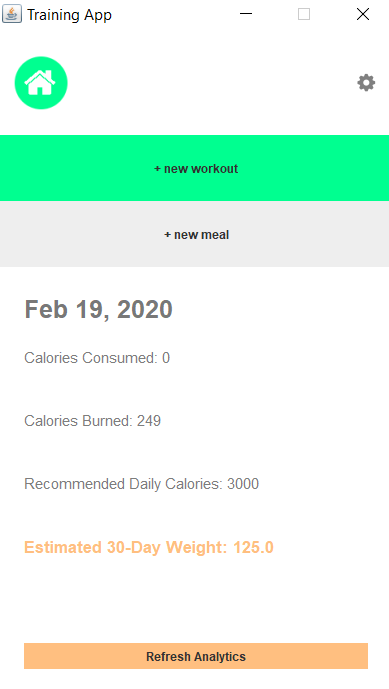 Training App
+ new workout
+ new meal
Feb 19, 2020
Calories Consumed: 0
Calories Burned: 249
Recommended Daily Calories: 3000
Estimated 30-Day Weight: 125.0
Refresh Analytics